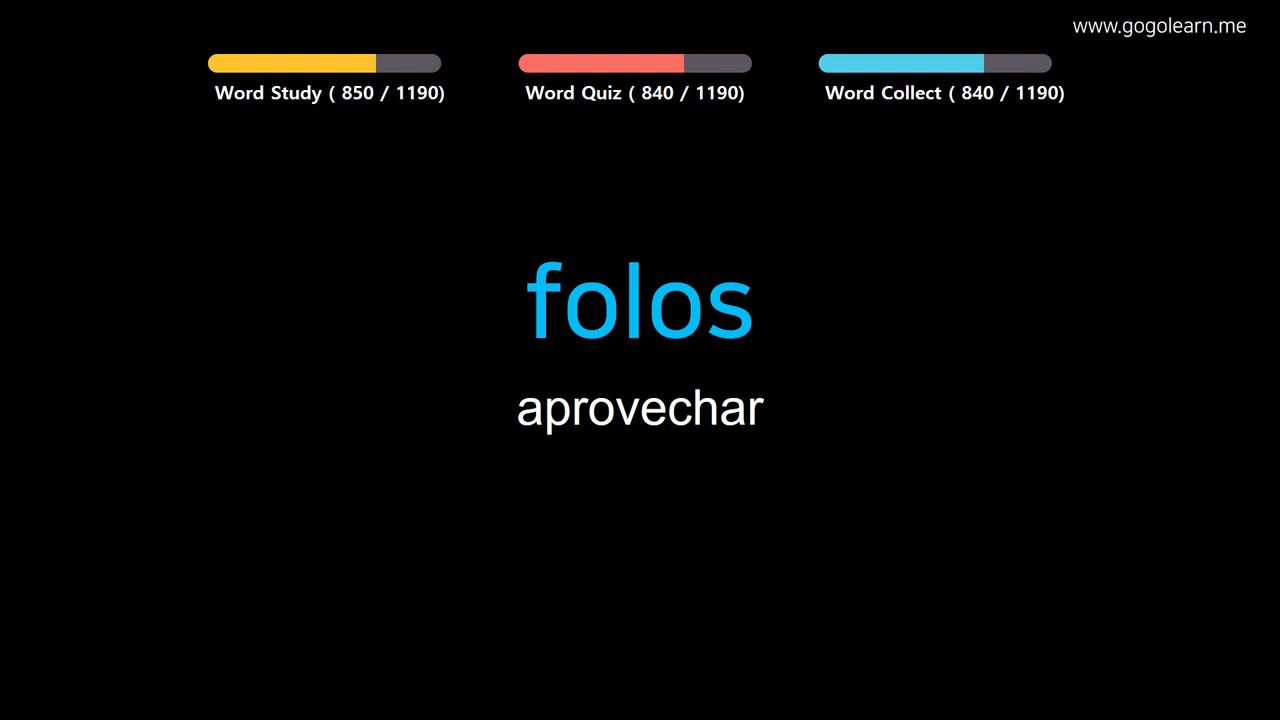 www.gogolearn.me
Word Study ( 850 / 1190)
Word Quiz ( 840 / 1190)
Word Collect ( 840 / 1190)
folos
aprovechar